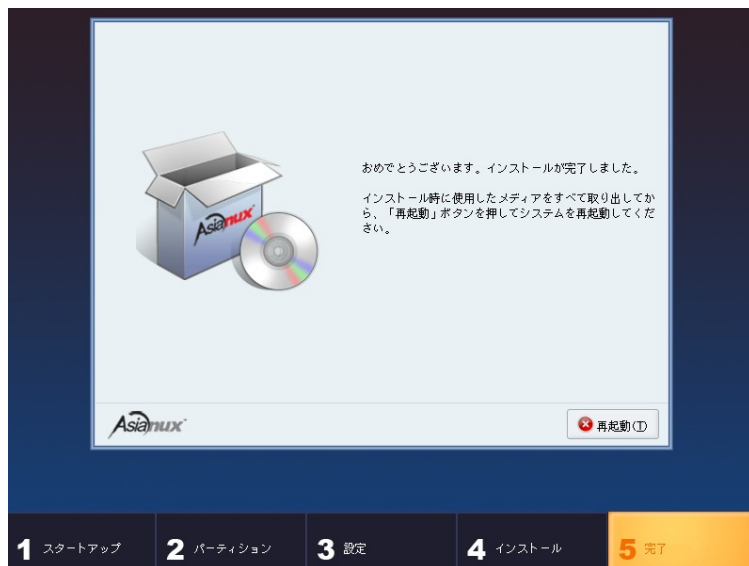 おめでとうございます。インストールが完了しました。
インストール時に使用したメディアをすべて取り出してか
ら、「再起動」ボタンを押してシステムを再起動してくだ
さい。
Asianux
Asianux
再起動(T)
1 スタートアップ
2 パーティション
3 設定
4 インストール
5 完了